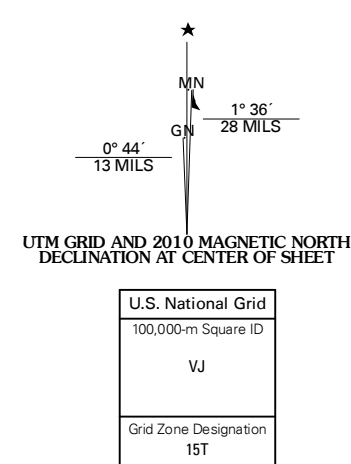 ★
MN
1° 36´
28 MILS
GN
0° 44´
13 MILS
UTM GRID AND 2010 MAGNETIC NORTH
DECLINATION AT CENTER OF SHEET
U.S. National Grid
100,000-m Square ID
VJ
Grid Zone Designation
15T